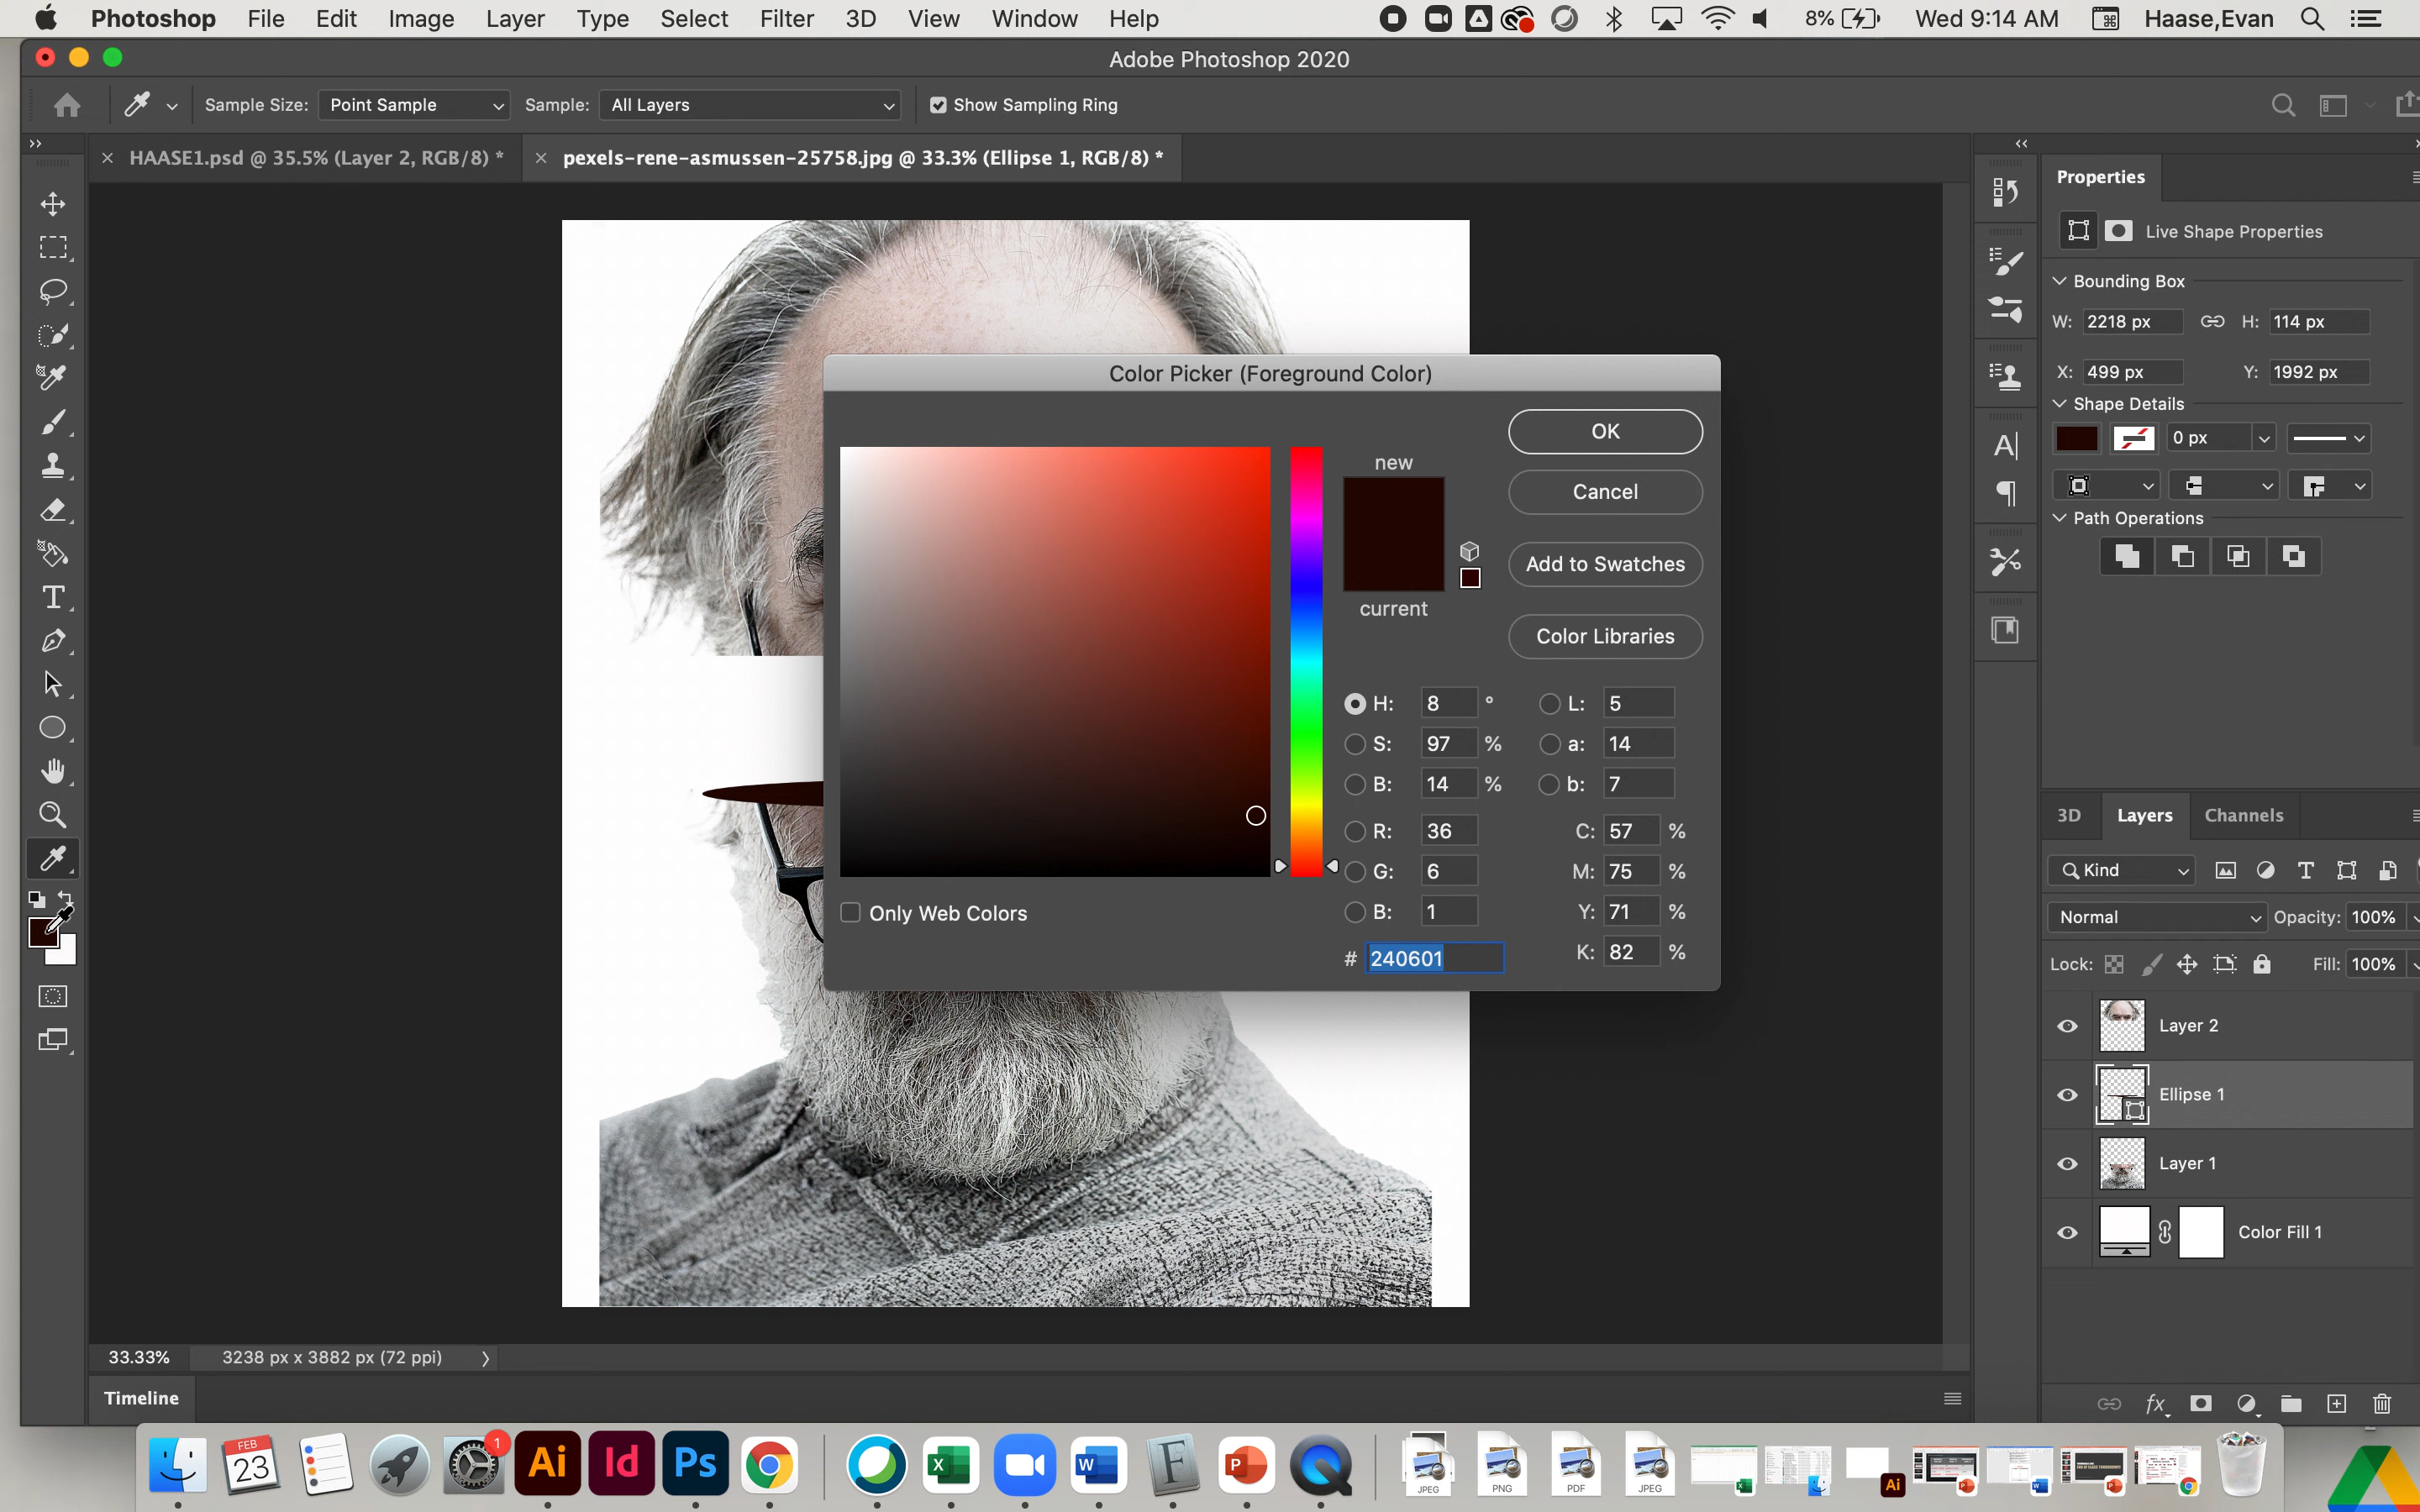 Photoshop File Edit Image Layer Type Select Filter 3D View Window Help 8% Wed 9:14 AM Haase,Evan
Adobe Photoshop 2020
Sample Size: Point Sample Sample: All Layers Show Sampling Ring
HAASE1.psd @ 35.5% (Layer 2, RGB/8) * pexels-rene-asmussen-25758.jpg @ 33.3% (Ellipse 1, RGB/8) *
Properties
Live Shape Properties
Bounding Box
W: 2218 px H: 114 px
X: 499 px Y: 1992 px
Shape Details
0 px
Path Operations
Color Picker (Foreground Color)
OK
new
Cancel
Add to Swatches
current
Color Libraries
H: 8 ° L: 5
S: 97 % a: 14
B: 14 % b: 7
R: 36 C: 57 %
G: 6 M: 75 %
B: 1 Y: 71 %
# 240601 K: 82 %
Only Web Colors
3D Layers Channels
Kind
Normal Opacity: 100%
Lock: Fill: 100%
Layer 2
Ellipse 1
Layer 1
Color Fill 1
fx
33.33% 3238 px x 3882 px (72 ppi)
Timeline
FEB
23
1
Ai
Id
Ps
X
W
F
P
JPEG
PNG
PDF
JPEG